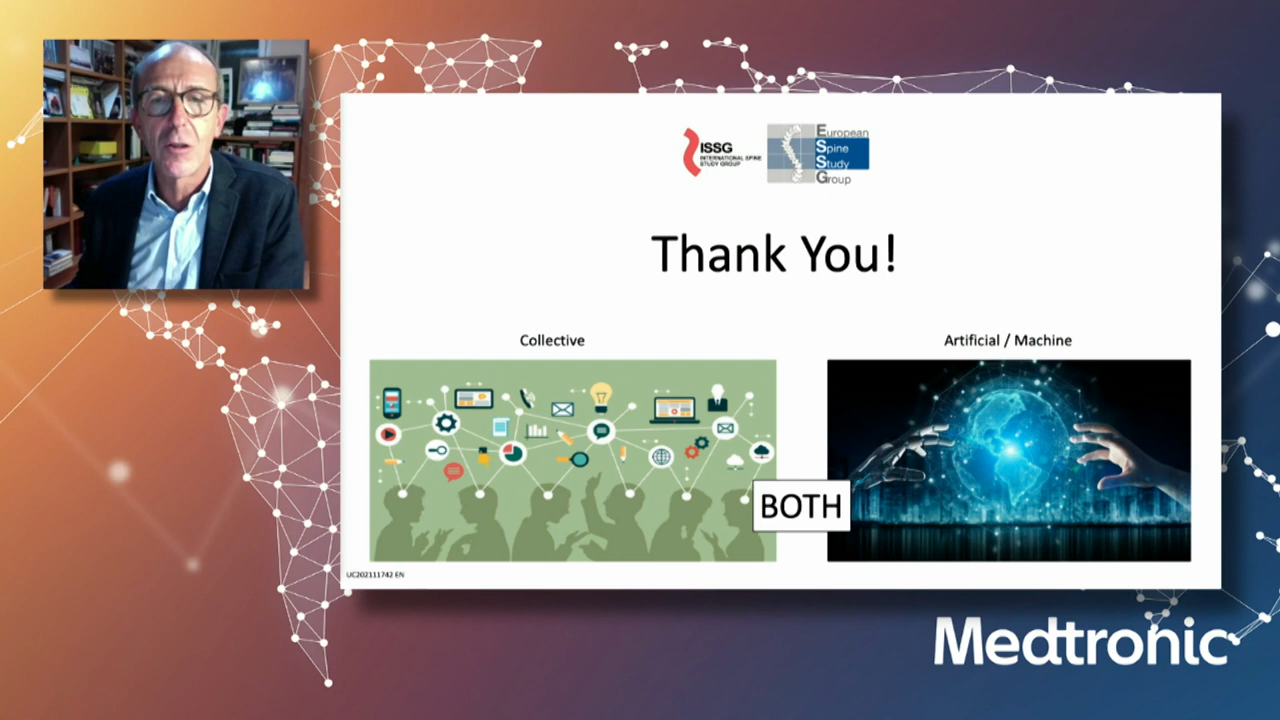 ISSG
INTERNATIONAL SPINE
STUDY GROUP
European
Spine
Study
Group
Thank You!
Collective
Artificial / Machine
BOTH
UC202111742 EN
Medtronic